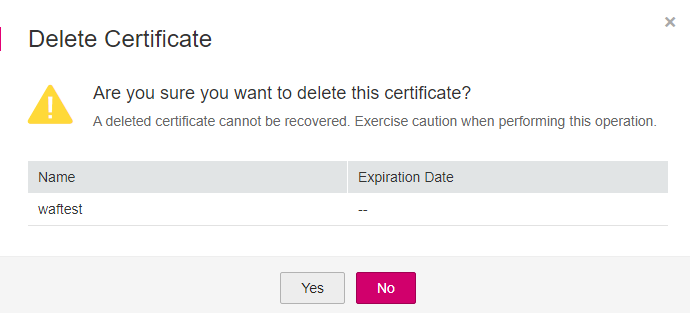 Delete Certificate
Are you sure you want to delete this certificate?
A deleted certificate cannot be recovered. Exercise caution when performing this operation.
Name Expiration Date
waftest --
Yes No